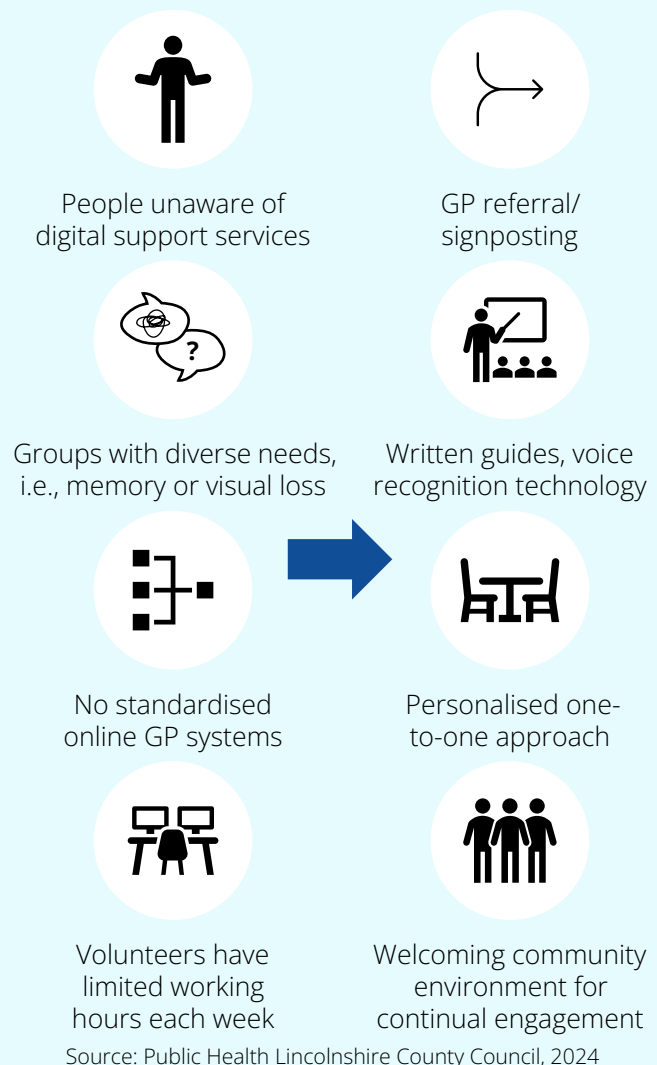 People unaware of
digital support services
GP referral/
signposting
?
Groups with diverse needs,
i.e., memory or visual loss
Written guides, voice
recognition technology
No standardised
online GP systems
Personalised one-
to-one approach
Volunteers have
limited working
hours each week
Welcoming community
environment for
continual engagement
Source: Public Health Lincolnshire County Council, 2024